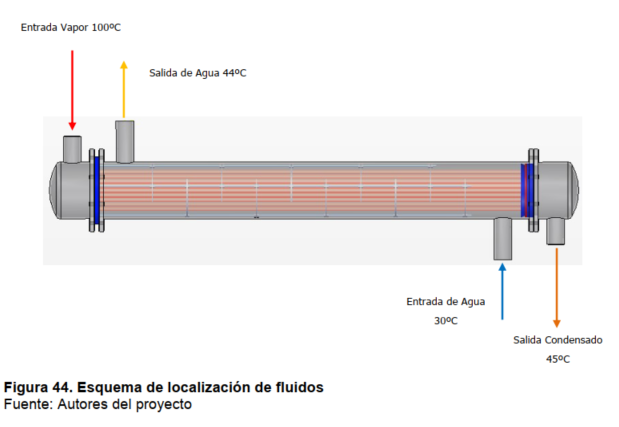 Entrada Vapor 100ºC
Salida de Agua 44ºC
Entrada de Agua
30ºC
Salida Condensado
45ºC
Figura 44. Esquema de localización de fluidos
Fuente: Autores del proyecto